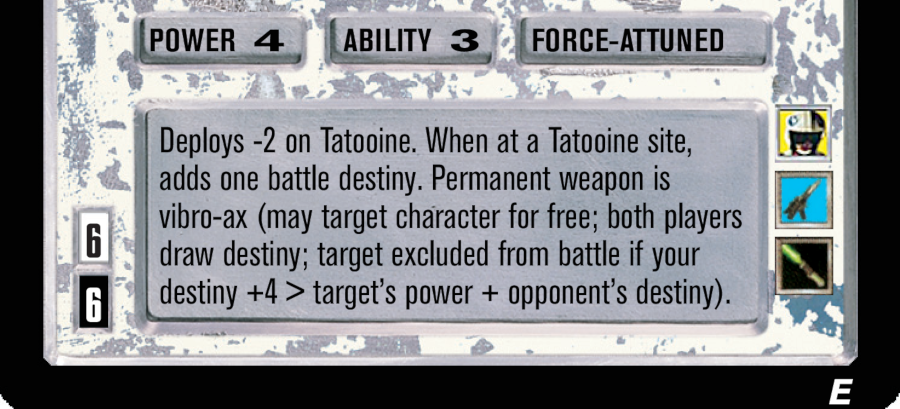 POWER 4 ABILITY 3 FORCE-ATTUNED
Deploys -2 on Tatooine. When at a Tatooine site,
adds one battle destiny. Permanent weapon is
vibro-ax (may target character for free; both players
draw destiny; target excluded from battle if your
destiny +4 > target's power + opponent's destiny).
6
6
E